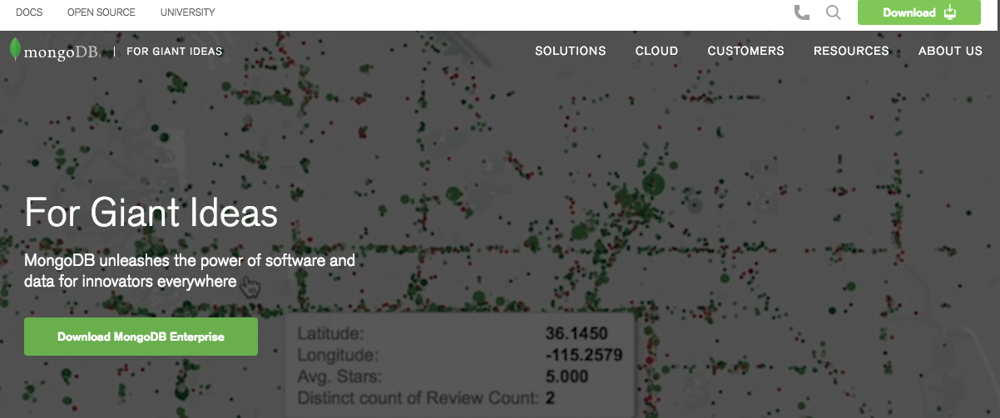 DOCS OPEN SOURCE UNIVERSITY Download
mongoDB | FOR GIANT IDEAS SOLUTIONS CLOUD CUSTOMERS RESOURCES ABOUT US
For Giant Ideas
MongoDB unleashes the power of software and
data for innovators everywhere
Download MongoDB Enterprise
Latitude: 36.1450
Longitude: -115.2579
Avg. Stars: 5.000
Distinct count of Review Count: 2